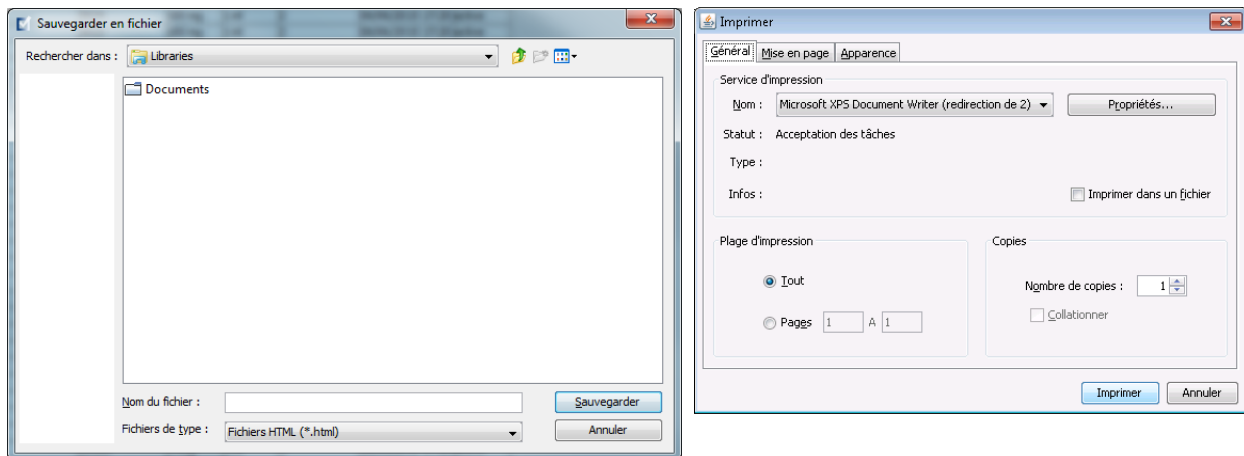 Sauvegarder en fichier
Rechercher dans :
Libraries
Documents
Nom du fichier :
Sauvegarder
Fichiers de type :
Fichiers HTML (*.html)
Annuler
Imprimer
Général
Mise en page
Apparence
Service d'impression
Nom :
Microsoft XPS Document Writer (redirection de 2)
Propriétés...
Statut :
Acceptation des tâches
Type :
Infos :
Imprimer dans un fichier
Plage d'impression
Copies
Tout
Nombre de copies :
1
Pages
1
A
1
Collationner
Imprimer
Annuler